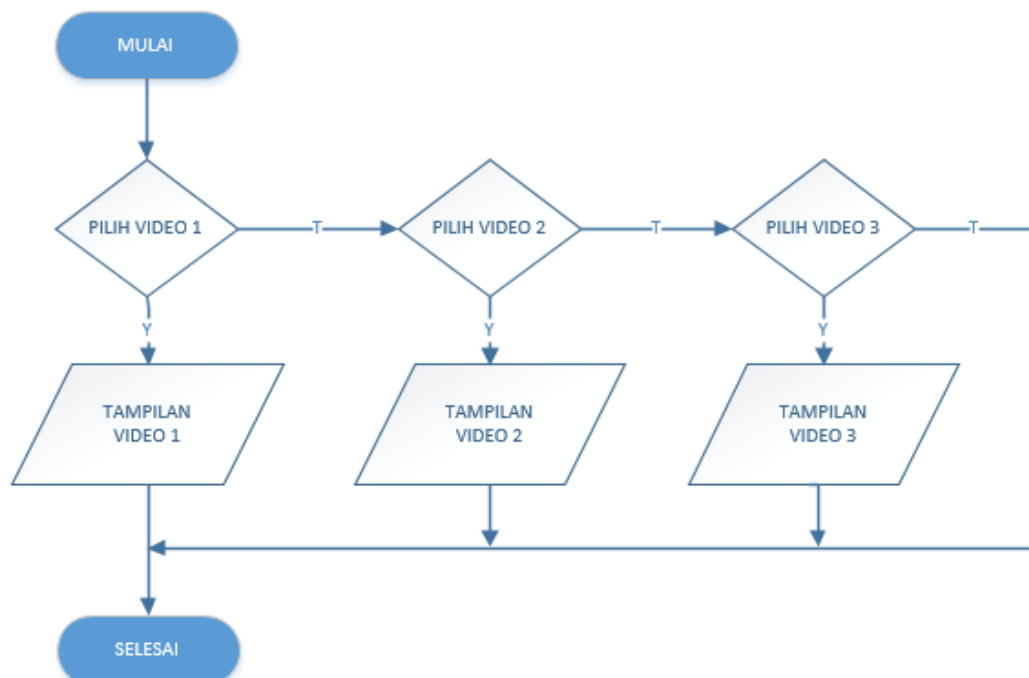 MULAI
PILIH VIDEO 1
T
PILIH VIDEO 2
T
PILIH VIDEO 3
T
Y
Y
Y
TAMPILAN
VIDEO 1
TAMPILAN
VIDEO 2
TAMPILAN
VIDEO 3
SELESAI